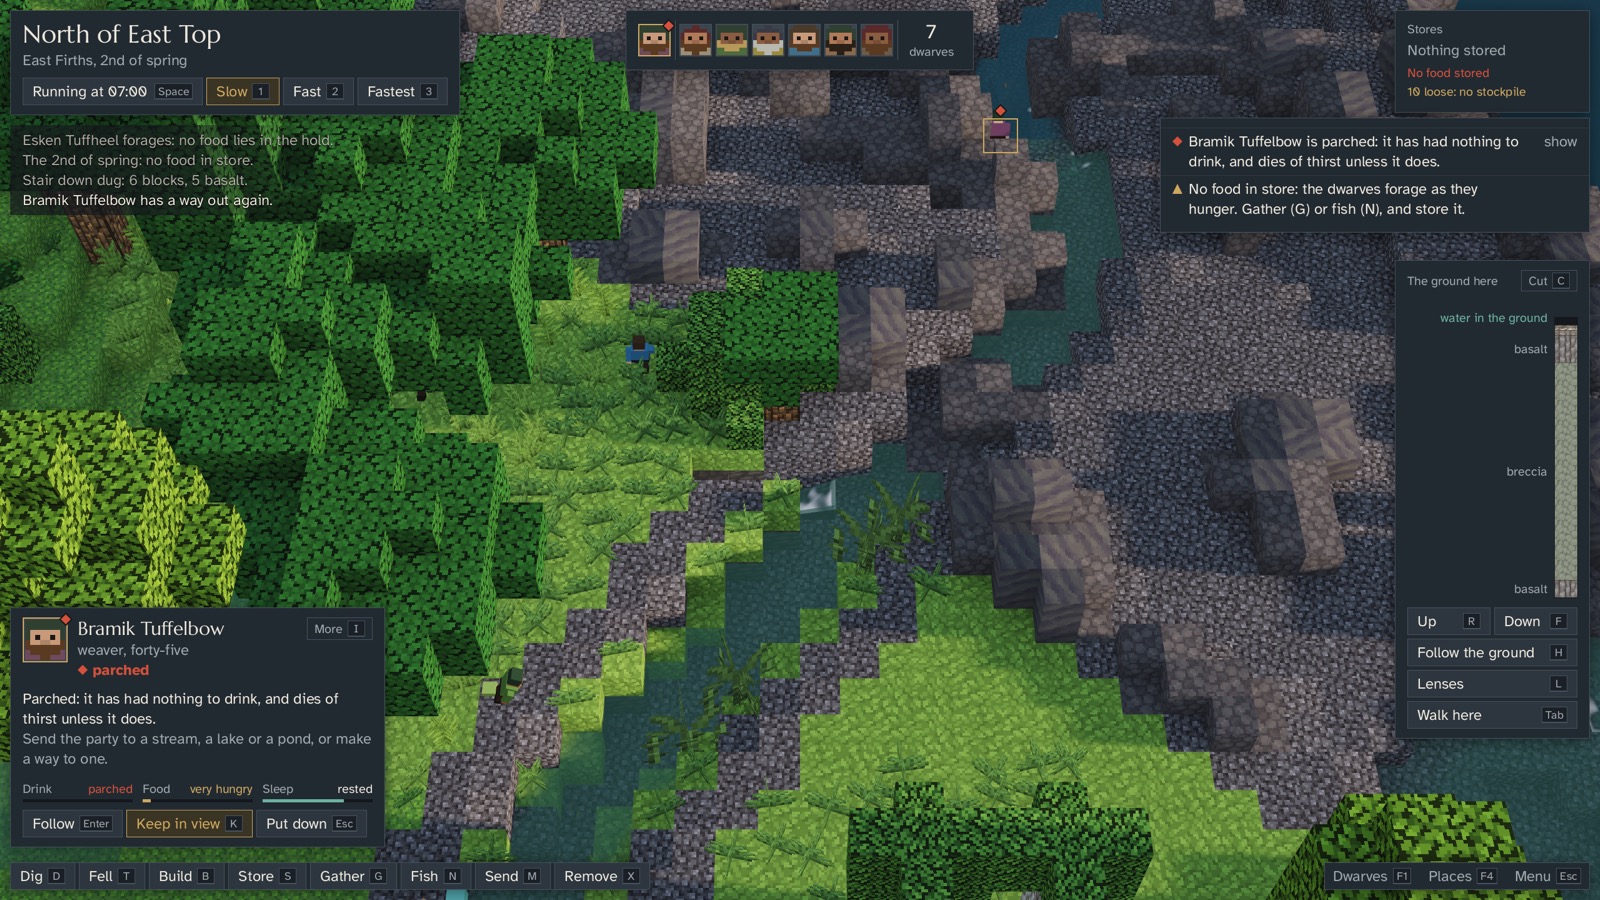 North of East Top
East Firths, 2nd of spring
Running at 07:00 Space
Slow 1
Fast 2
Fastest 3
Esken Tuffheel forages: no food lies in the hold.
The 2nd of spring: no food in store.
Stair down dug: 6 blocks, 5 basalt.
Bramik Tuffelbow has a way out again.
7
dwarves
Stores
Nothing stored
No food stored
10 loose: no stockpile
Bramik Tuffelbow is parched: it has had nothing to
drink, and dies of thirst unless it does.
show
No food in store: the dwarves forage as they
hunger. Gather (G) or fish (N), and store it.
The ground here
Cut C
water in the ground
basalt
breccia
basalt
Up R
Down F
Follow the ground H
Lenses L
Walk here Tab
Bramik Tuffelbow
More I
weaver, forty-five
parched
Parched: it has had nothing to drink, and dies of
thirst unless it does.
Send the party to a stream, a lake or a pond, or make
a way to one.
Drink parched
Food very hungry
Sleep rested
Follow Enter
Keep in view K
Put down Esc
Dig D
Fell T
Build B
Store S
Gather G
Fish N
Send M
Remove X
Dwarves F1
Places F4
Menu Esc